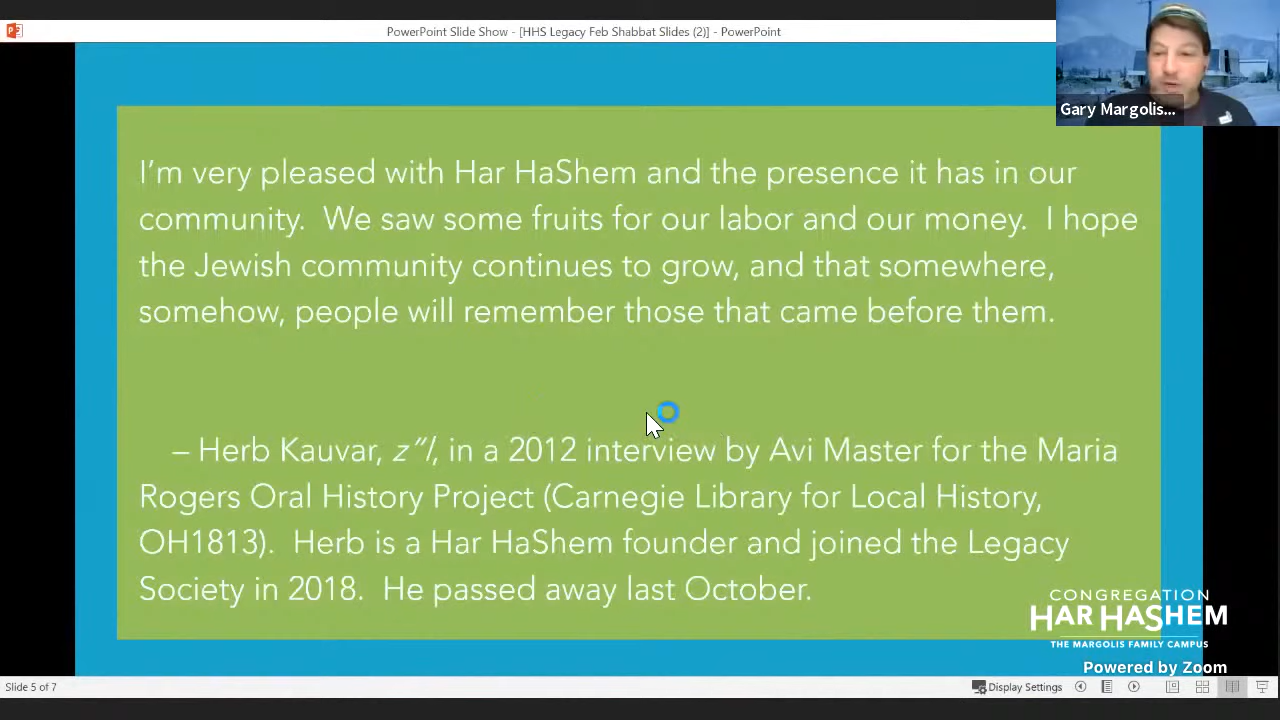 PowerPoint Slide Show - [HHS Legacy Feb Shabbat Slides (2)] - PowerPoint
Gary Margolis...
I’m very pleased with Har HaShem and the presence it has in our
community.  We saw some fruits for our labor and our money.  I hope
the Jewish community continues to grow, and that somewhere,
somehow, people will remember those that came before them.
– Herb Kauvar, z”l, in a 2012 interview by Avi Master for the Maria
Rogers Oral History Project (Carnegie Library for Local History,
OH1813).  Herb is a Har HaShem founder and joined the Legacy
Society in 2018.  He passed away last October.
CONGREGATION
HAR HASHEM
THE MARGOLIS FAMILY CAMPUS
Powered by Zoom
Slide 5 of 7
Display Settings